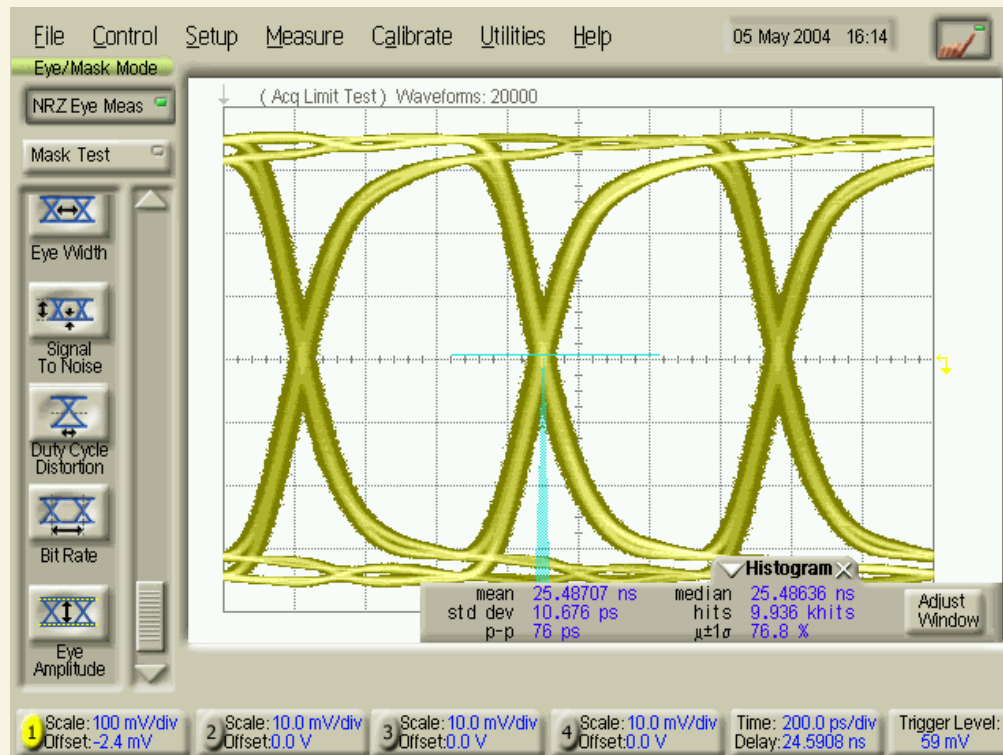 File Control Setup Measure Calibrate Utilities Help 05 May 2004 16:14
Eye/Mask Mode
NRZ Eye Meas
(Acq Limit Test) Waveforms: 20000
Mask Test
Eye Width
Signal
To Noise
Duty Cycle
Distortion
Bit Rate
Eye
Amplitude
Histogram
mean 25.48707 ns median 25.48636 ns
std dev 10.676 ps hits 9.936 khits
p-p 76 ps µ±1σ 76.8 %
Adjust
Window
1 Scale: 100 mV/div
Offset: -2.4 mV
2 Scale: 10.0 mV/div
Offset: 0.0 V
3 Scale: 10.0 mV/div
Offset: 0.0 V
4 Scale: 10.0 mV/div
Offset: 0.0 V
Time: 200.0 ps/div
Delay: 24.5908 ns
Trigger Level:
59 mV